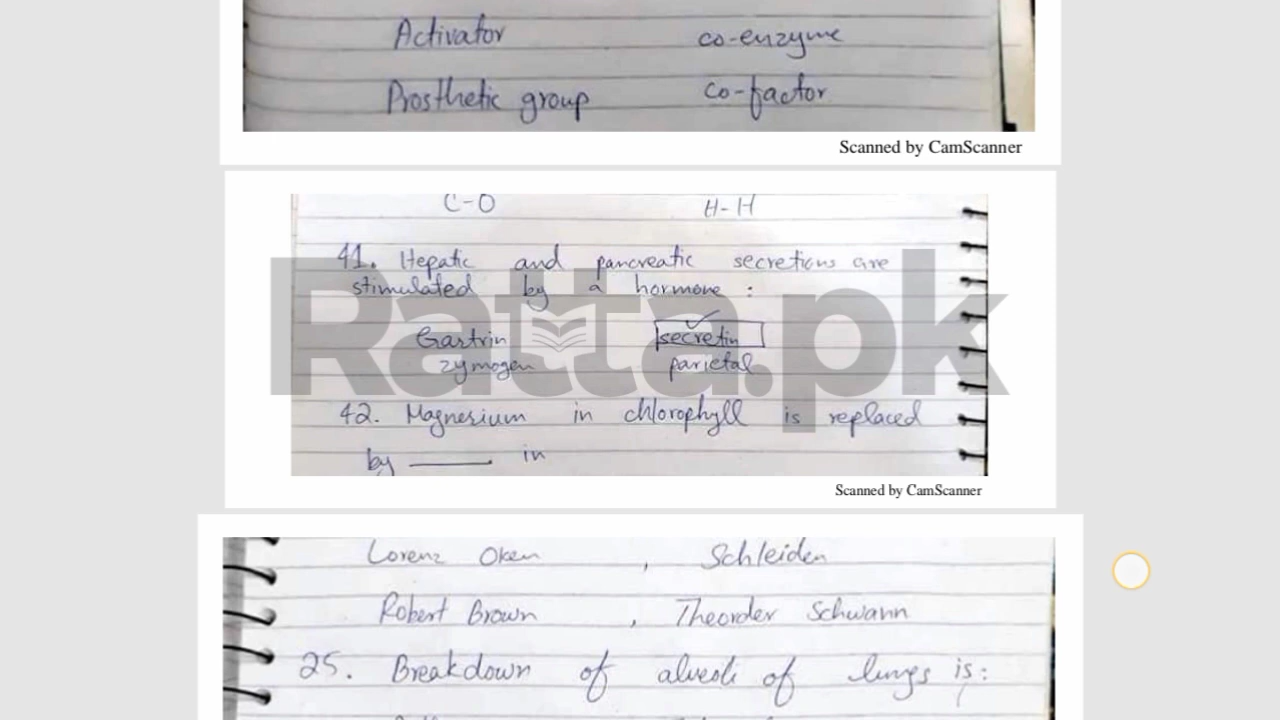 Activator co-enzyme
Prosthetic group co-factor
Scanned by CamScanner
C-O H-H
41. Hepatic and pancreatic secretions are
stimulated by a hormone :
Gastrin secretin
zymogen parietal
42. Magnesium in chlorophyll is replaced
by ——— in
Ratta.pk
Scanned by CamScanner
Lorenz Oken , Schleiden
Robert Brown , Theorder Schwann
25. Breakdown of alveoli of lungs is: